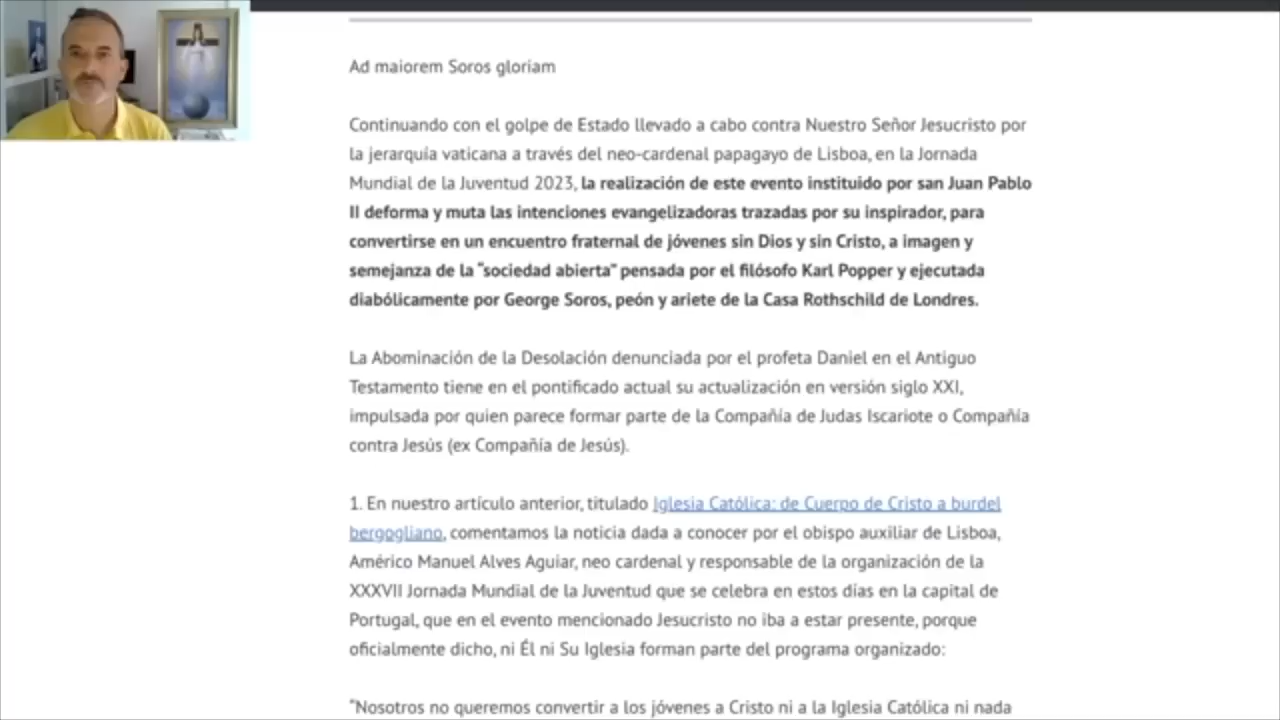 Ad maiorem Soros gloriam
Continuando con el golpe de Estado llevado a cabo contra Nuestro Señor Jesucristo por
la jerarquía vaticana a través del neo-cardenal papagayo de Lisboa, en la Jornada
Mundial de la Juventud 2023, la realización de este evento instituido por san Juan Pablo
II deforma y muta las intenciones evangelizadoras trazadas por su inspirador, para
convertirse en un encuentro fraternal de jóvenes sin Dios y sin Cristo, a imagen y
semejanza de la “sociedad abierta” pensada por el filósofo Karl Popper y ejecutada
diabólicamente por George Soros, peón y ariete de la Casa Rothschild de Londres.
La Abominación de la Desolación denunciada por el profeta Daniel en el Antiguo
Testamento tiene en el pontificado actual su actualización en versión siglo XXI,
impulsada por quien parece formar parte de la Compañía de Judas Iscariote o Compañía
contra Jesús (ex Compañía de Jesús).
1. En nuestro artículo anterior, titulado Iglesia Católica: de Cuerpo de Cristo a burdel
bergogliano, comentamos la noticia dada a conocer por el obispo auxiliar de Lisboa,
Américo Manuel Alves Aguiar, neo cardenal y responsable de la organización de la
XXXVII Jornada Mundial de la Juventud que se celebra en estos días en la capital de
Portugal, que en el evento mencionado Jesucristo no iba a estar presente, porque
oficialmente dicho, ni Él ni Su Iglesia forman parte del programa organizado:
“Nosotros no queremos convertir a los jóvenes a Cristo ni a la Iglesia Católica ni nada